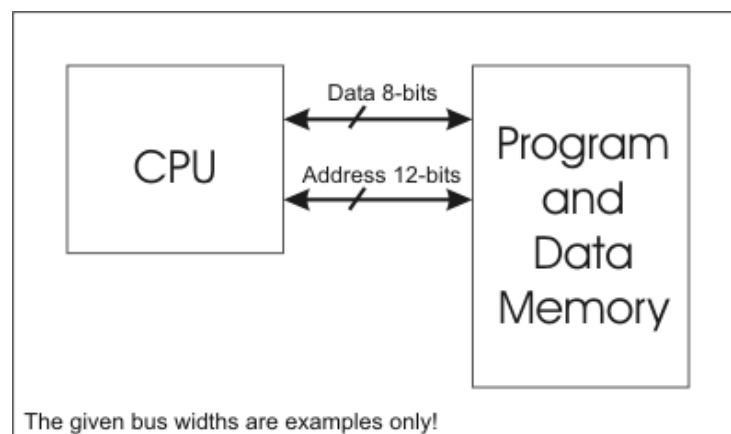 Data 8-bits
CPU
Address 12-bits
Program
and
Data
Memory
The given bus widths are examples only!